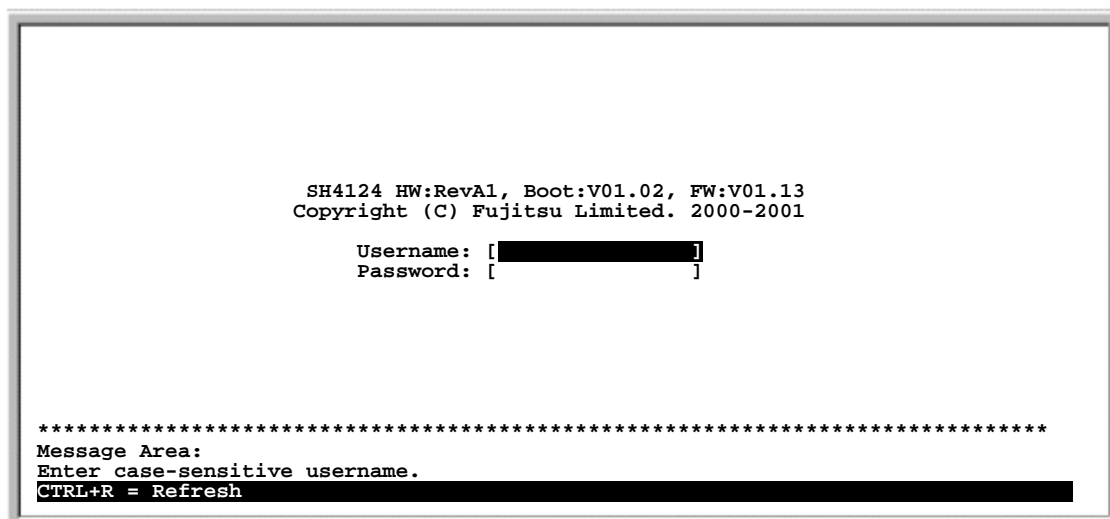 SH4124 HW:RevA1, Boot:V01.02, FW:V01.13
Copyright (C) Fujitsu Limited. 2000-2001
Username: [               ]
Password: [               ]
*******************************************************************************
Message Area:
Enter case-sensitive username.
CTRL+R = Refresh